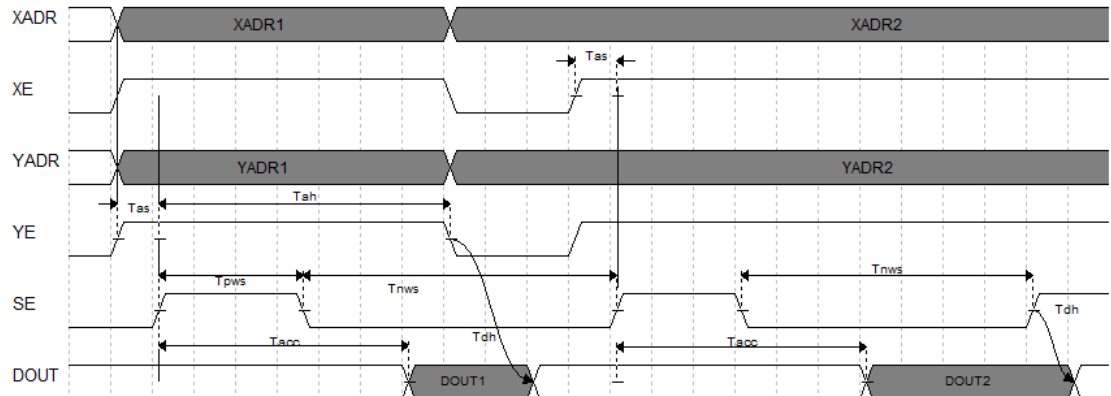 XADR
XADR1
XADR2
Tas
XE
YADR
YADR1
YADR2
Tas
Tah
YE
Tpws
Tnws
Tnws
SE
Tdh
Tdh
Tacc
Tacc
DOUT
DOUT1
DOUT2